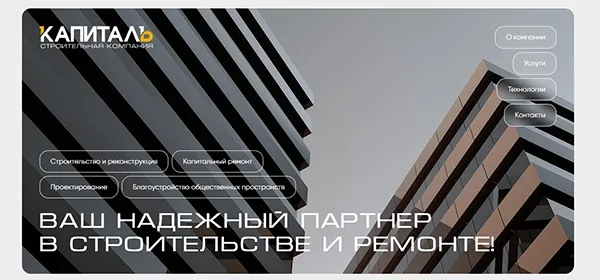 КАПИТАЛЪ
СТРОИТЕЛЬНАЯ КОМПАНИЯ
О компании
Услуги
Технологии
Контакты
Строительство и реконструкция
Капитальный ремонт
Проектирование
Благоустройство общественных пространств
ВАШ НАДЕЖНЫЙ ПАРТНЕР
В СТРОИТЕЛЬСТВЕ И РЕМОНТЕ!